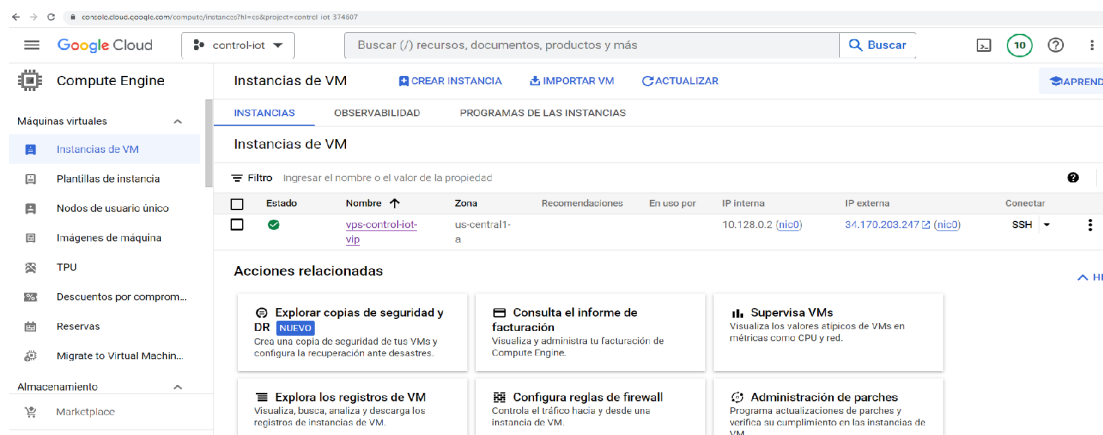 console.cloud.google.com/compute/instances?hl=es&project=control-iot-374607
Google Cloud
control-iot
Buscar (/) recursos, documentos, productos y más
Buscar
10
Compute Engine
Instancias de VM
CREAR INSTANCIA
IMPORTAR VM
ACTUALIZAR
APREND
Máquinas virtuales
INSTANCIAS
OBSERVABILIDAD
PROGRAMAS DE LAS INSTANCIAS
Instancias de VM
Plantillas de instancia
Nodos de usuario único
Imágenes de máquina
TPU
Descuentos por comprom...
Reservas
Migrate to Virtual Machin...
Almacenamiento
Marketplace
Instancias de VM
Filtro Ingresar el nombre o el valor de la propiedad
Estado Nombre Zona Recomendaciones En uso por IP interna IP externa Conectar
vps-control-iot- us-central1- 10.128.0.2 (nic0) 34.170.203.247 (nic0) SSH
vip a
Acciones relacionadas
HI
Explorar copias de seguridad y
DR NUEVO
Crea una copia de seguridad de tus VMs y
configura la recuperación ante desastres.
Consulta el informe de
facturación
Visualiza y administra tu facturación de
Compute Engine.
Supervisa VMs
Visualiza los valores atípicos de VMs en
métricas como CPU y red.
Explora los registros de VM
Visualiza, busca, analiza y descarga los
registros de instancias de VM.
Configura reglas de firewall
Controla el tráfico hacia y desde una
instancia de VM.
Administración de parches
Programa actualizaciones de parches y
verifica su cumplimiento en las instancias de
VM